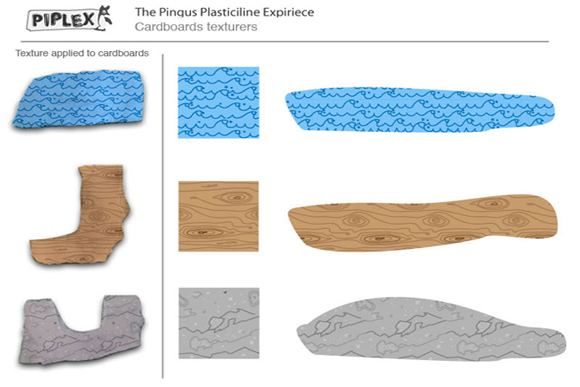 PIPLEX
The Pingus Plasticiline Expiriece
Cardboards texturers
Texture applied to cardboards